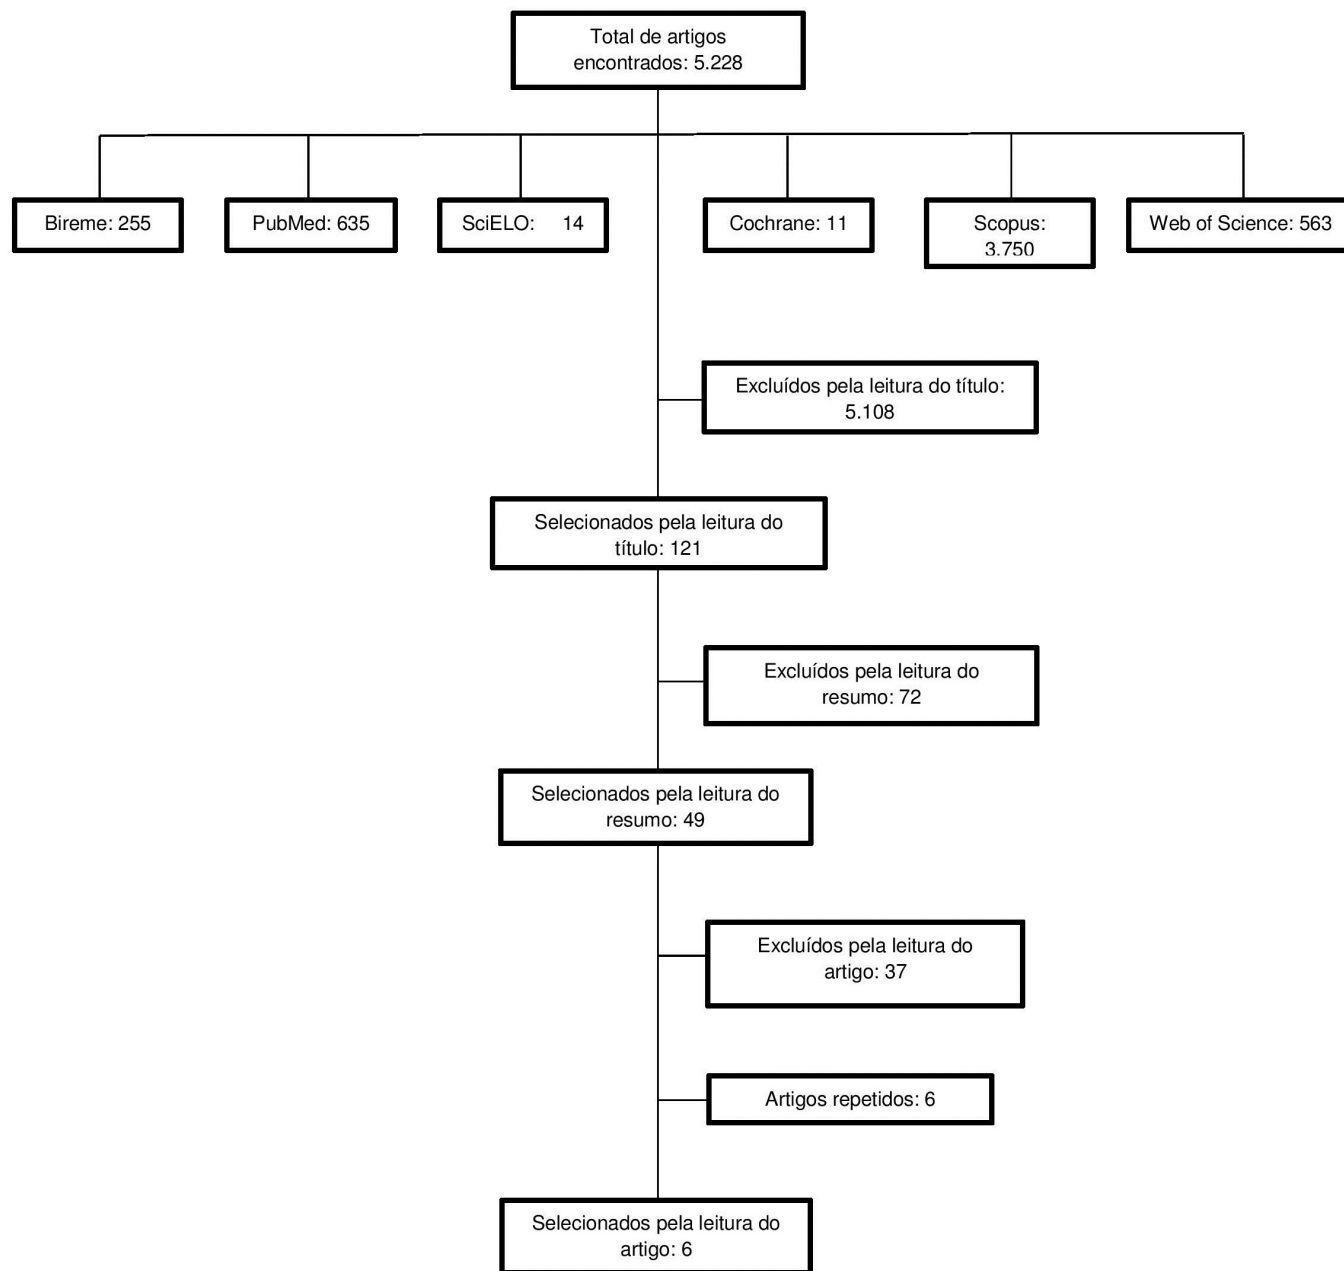 Total de artigos
encontrados: 5.228
Bireme: 255
PubMed: 635
SciELO: 14
Cochrane: 11
Scopus:
3.750
Web of Science: 563
Excluídos pela leitura do título:
5.108
Selecionados pela leitura do
título: 121
Excluídos pela leitura do
resumo: 72
Selecionados pela leitura do
resumo: 49
Excluídos pela leitura do
artigo: 37
Artigos repetidos: 6
Selecionados pela leitura do
artigo: 6